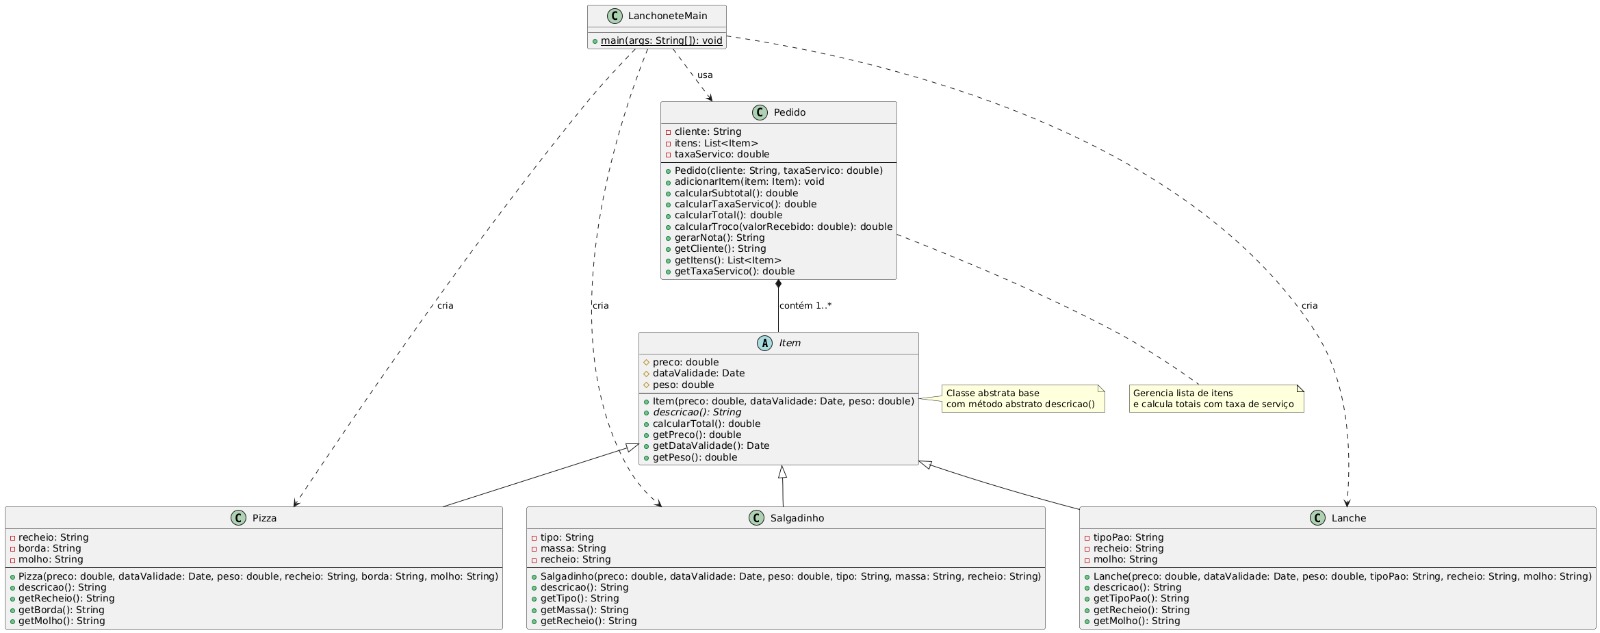 LanchoneteMain
main(args: String[]): void
usa
Pedido
cliente: String
itens: List<Item>
taxaServico: double
Pedido(cliente: String, taxaServico: double)
adicionarItem(item: Item): void
calcularSubtotal(): double
calcularTaxaServico(): double
calcularTotal(): double
calcularTroco(valorRecebido: double): double
gerarNota(): String
getCliente(): String
getItens(): List<Item>
getTaxaServico(): double
cria
cria
contém 1..*
cria
Item
preco: double
dataValidade: Date
peso: double
Item(preco: double, dataValidade: Date, peso: double)
descricao(): String
calcularTotal(): double
getPreco(): double
getDataValidade(): Date
getPeso(): double
Classe abstrata base
com método abstrato descricao()
Gerencia lista de itens
e calcula totais com taxa de serviço
Pizza
recheio: String
borda: String
molho: String
Pizza(preco: double, dataValidade: Date, peso: double, recheio: String, borda: String, molho: String)
descricao(): String
getRecheio(): String
getBorda(): String
getMolho(): String
Salgadinho
tipo: String
massa: String
recheio: String
Salgadinho(preco: double, dataValidade: Date, peso: double, tipo: String, massa: String, recheio: String)
descricao(): String
getTipo(): String
getMassa(): String
getRecheio(): String
Lanche
tipoPao: String
recheio: String
molho: String
Lanche(preco: double, dataValidade: Date, peso: double, tipoPao: String, recheio: String, molho: String)
descricao(): String
getTipoPao(): String
getRecheio(): String
getMolho(): String